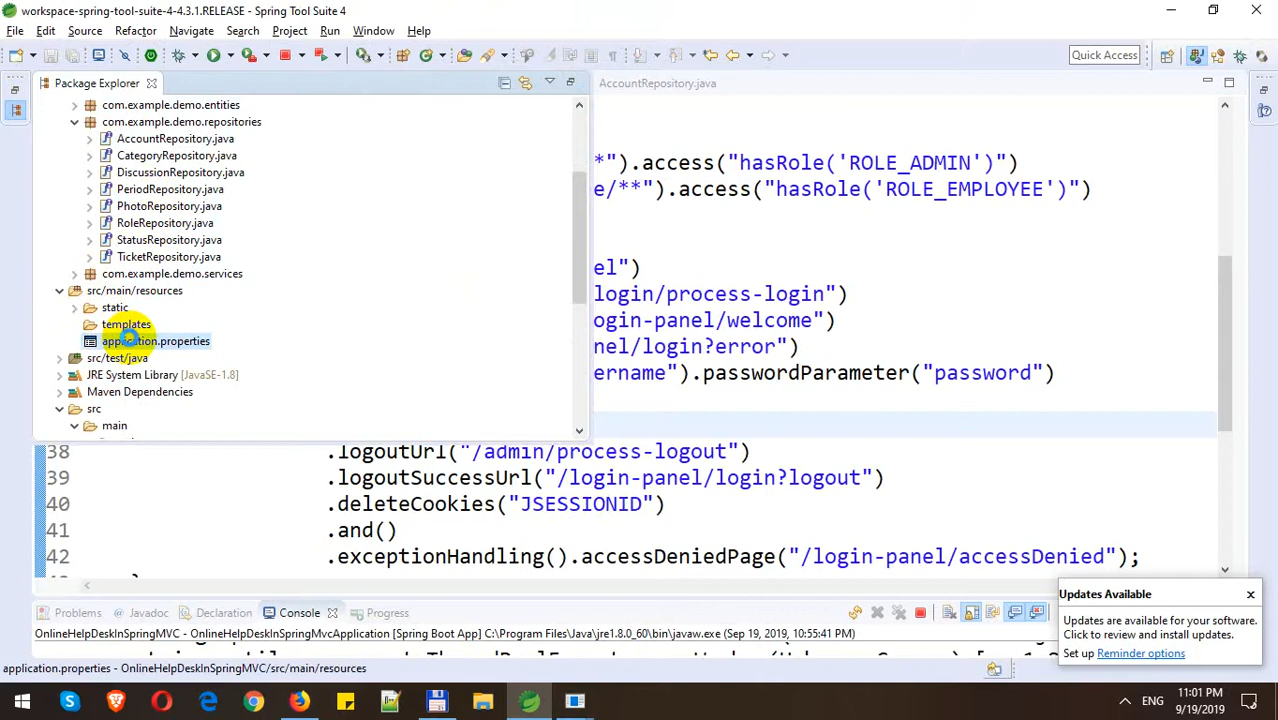 workspace-spring-tool-suite-4-4.3.1.RELEASE - Spring Tool Suite 4
File Edit Source Refactor Navigate Search Project Run Window Help
Quick Access
Package Explorer
AccountRepository.java
com.example.demo.entities
com.example.demo.repositories
AccountRepository.java
CategoryRepository.java
DiscussionRepository.java
PeriodRepository.java
PhotoRepository.java
RoleRepository.java
StatusRepository.java
TicketRepository.java
com.example.demo.services
src/main/resources
static
templates
application.properties
src/test/java
JRE System Library [JavaSE-1.8]
Maven Dependencies
src
main
*").access("hasRole('ROLE_ADMIN')")
e/**").access("hasRole('ROLE_EMPLOYEE')")
el")
login/process-login")
ogin-panel/welcome")
nel/login?error")
ername").passwordParameter("password")
38 .logoutUrl("/admin/process-logout")
39 .logoutSuccessUrl("/login-panel/login?logout")
40 .deleteCookies("JSESSIONID")
41 .and()
42 .exceptionHandling().accessDeniedPage("/login-panel/accessDenied");
Problems Javadoc Declaration Console Progress
OnlineHelpDeskInSpringMVC - OnlineHelpDeskInSpringMvcApplication [Spring Boot App] C:\Program Files\Java\jre1.8.0_60\bin\javaw.exe (Sep 19, 2019, 10:55:41 PM)
application.properties - OnlineHelpDeskInSpringMVC/src/main/resources
Updates Available
Updates are available for your software.
Click to review and install updates.
Set up Reminder options
ENG
11:01 PM
9/19/2019